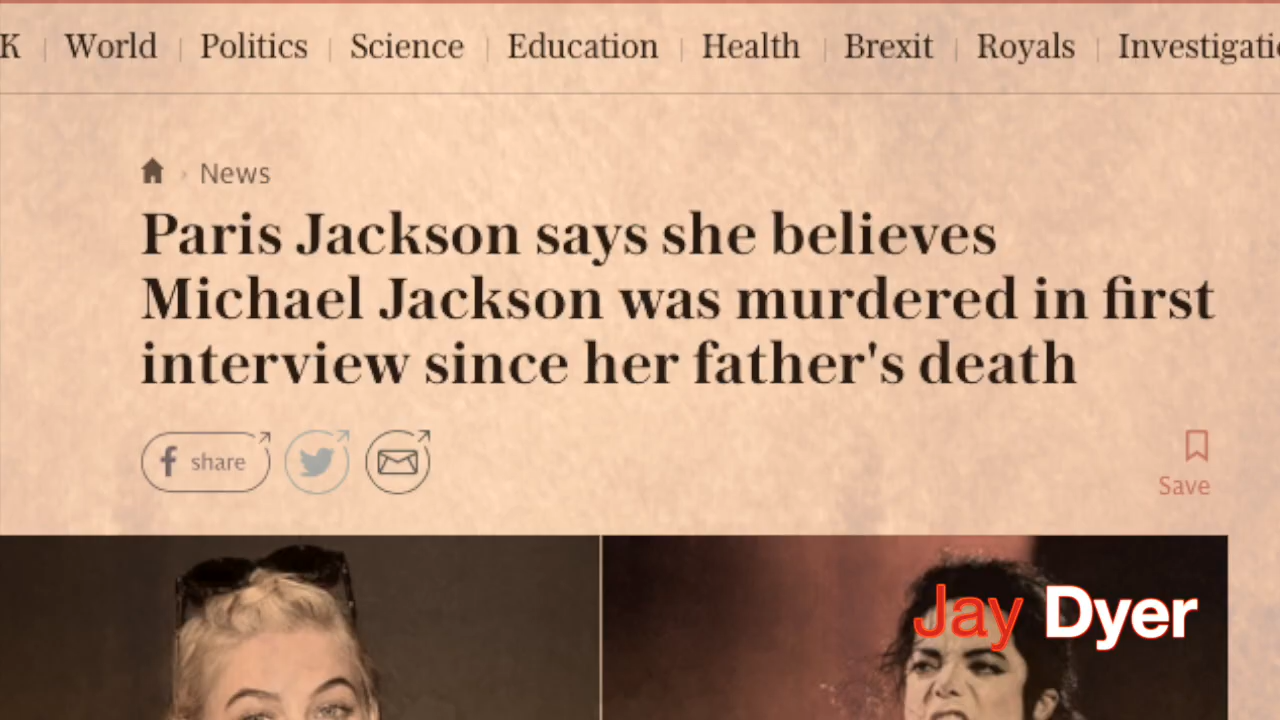 K World Politics Science Education Health Brexit Royals Investigati
News
Paris Jackson says she believes
Michael Jackson was murdered in first
interview since her father's death
share
Save
Jay Dyer